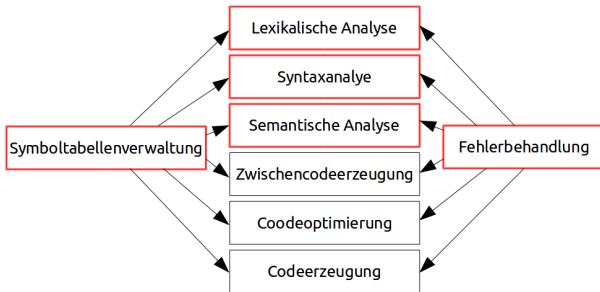 Lexikalische Analyse
Syntaxanalye
Semantische Analyse
Symboltabellenverwaltung
Fehlerbehandlung
Zwischencodeerzeugung
Coodeoptimierung
Codeerzeugung